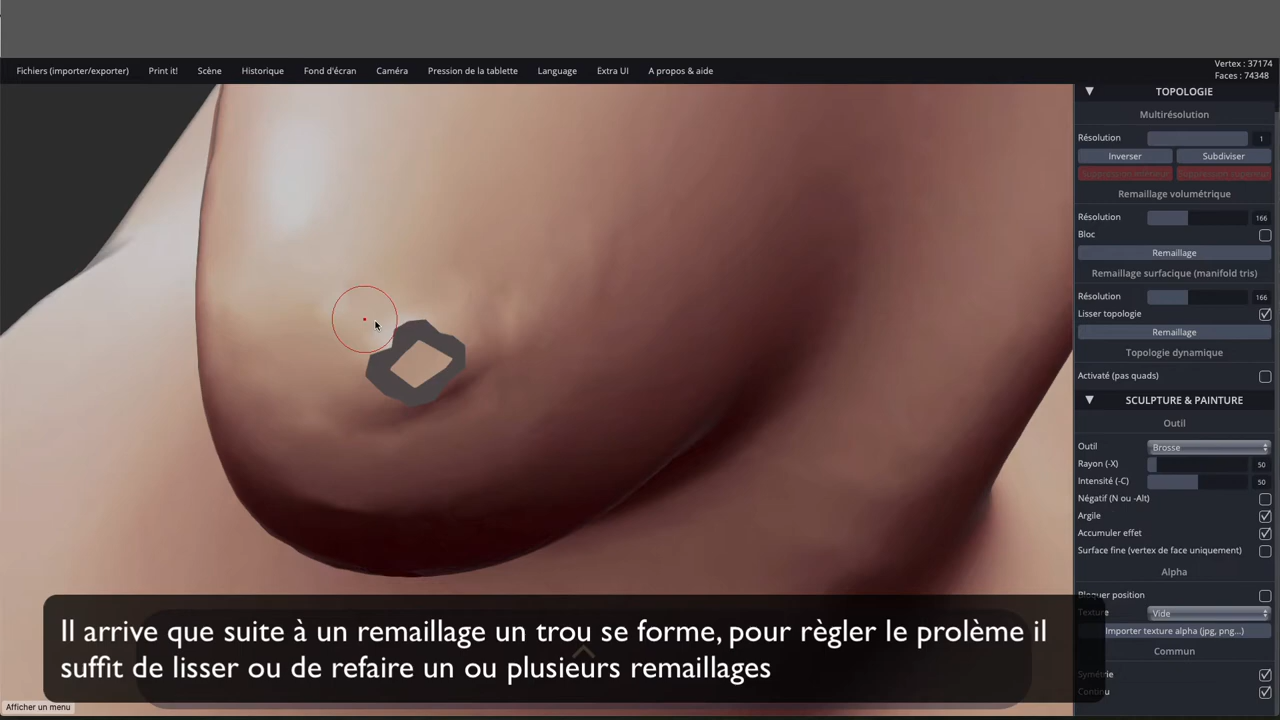 Fichiers (importer/exporter) Print it! Scène Historique Fond d'écran Caméra Pression de la tablette Language Extra UI A propos & aide
Vertex : 37174
Faces : 74348
TOPOLOGIE
Multirésolution
Résolution 1
Inverser Subdiviser
Remaillage volumétrique
Résolution 166
Bloc
Remaillage
Remaillage surfacique (manifold tris)
Résolution 166
Lisser topologie
Remaillage
Topologie dynamique
Activaté (pas quads)
SCULPTURE & PAINTURE
Outil
Outil Brosse
Rayon (-X) 50
Intensité (-C) 50
Négatif (N ou -Alt)
Argile
Accumuler effet
Surface fine (vertex de face uniquement)
Alpha
Bloquer position
Texture Vide
Importer texture alpha (jpg, png...)
Commun
Symétrie
Continu
Il arrive que suite à un remaillage un trou se forme, pour règler le prolème il
suffit de lisser ou de refaire un ou plusieurs remaillages
Afficher un menu